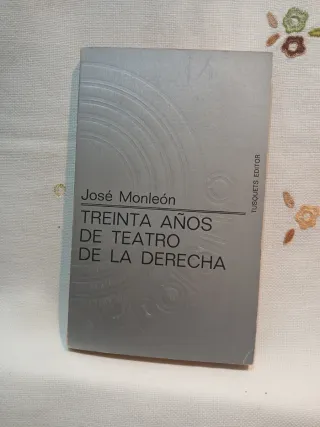 José Monleón
TREINTA AÑOS
DE TEATRO
DE LA DERECHA
TUSQUETS EDITOR